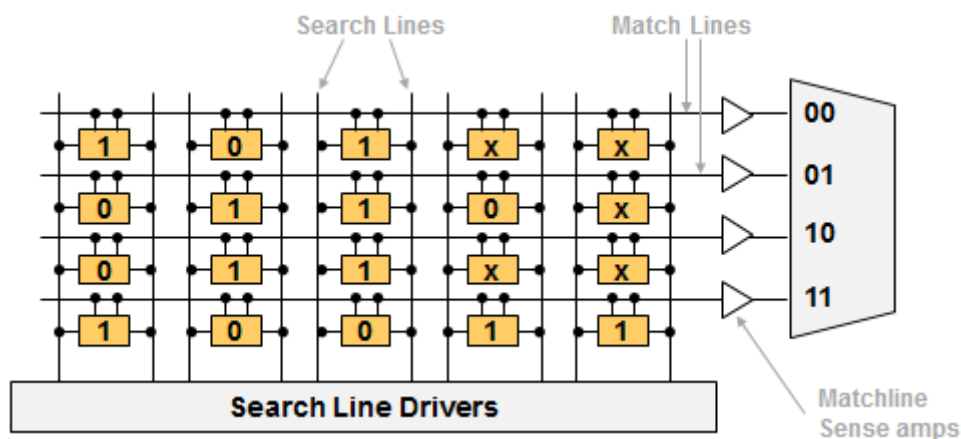 Search Lines
Match Lines
00
1 0 1 x x
01
0 1 1 0 x
10
0 1 1 x x
11
1 0 0 1 1
Search Line Drivers
Matchline
Sense amps